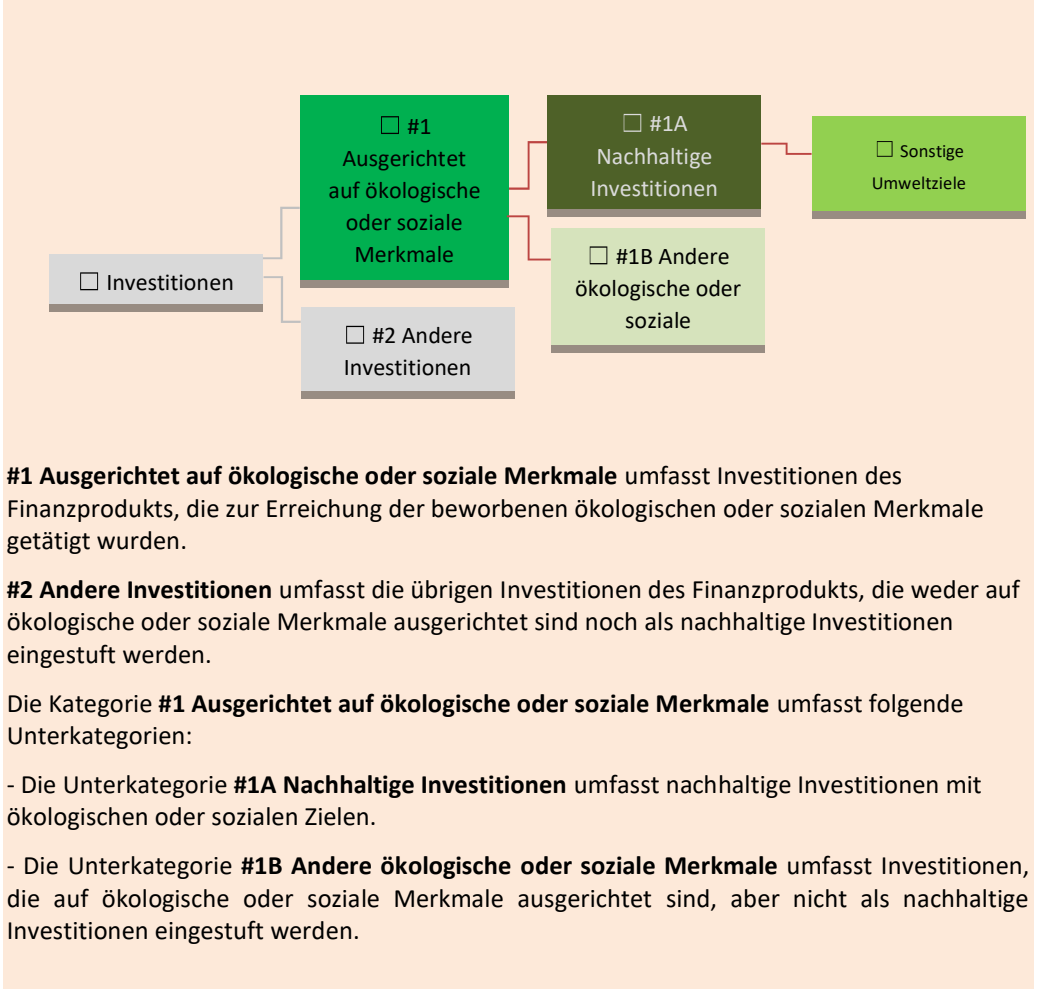 ☐ #1
Ausgerichtet
auf ökologische
oder soziale
Merkmale
☐ #1A
Nachhaltige
Investitionen
☐ Sonstige
Umweltziele
☐ #1B Andere
ökologische oder
soziale
☐ Investitionen
☐ #2 Andere
Investitionen
#1 Ausgerichtet auf ökologische oder soziale Merkmale umfasst Investitionen des
Finanzprodukts, die zur Erreichung der beworbenen ökologischen oder sozialen Merkmale
getätigt wurden.
#2 Andere Investitionen umfasst die übrigen Investitionen des Finanzprodukts, die weder auf
ökologische oder soziale Merkmale ausgerichtet sind noch als nachhaltige Investitionen
eingestuft werden.
Die Kategorie #1 Ausgerichtet auf ökologische oder soziale Merkmale umfasst folgende
Unterkategorien:
- Die Unterkategorie #1A Nachhaltige Investitionen umfasst nachhaltige Investitionen mit
ökologischen oder sozialen Zielen.
- Die Unterkategorie #1B Andere ökologische oder soziale Merkmale umfasst Investitionen,
die auf ökologische oder soziale Merkmale ausgerichtet sind, aber nicht als nachhaltige
Investitionen eingestuft werden.